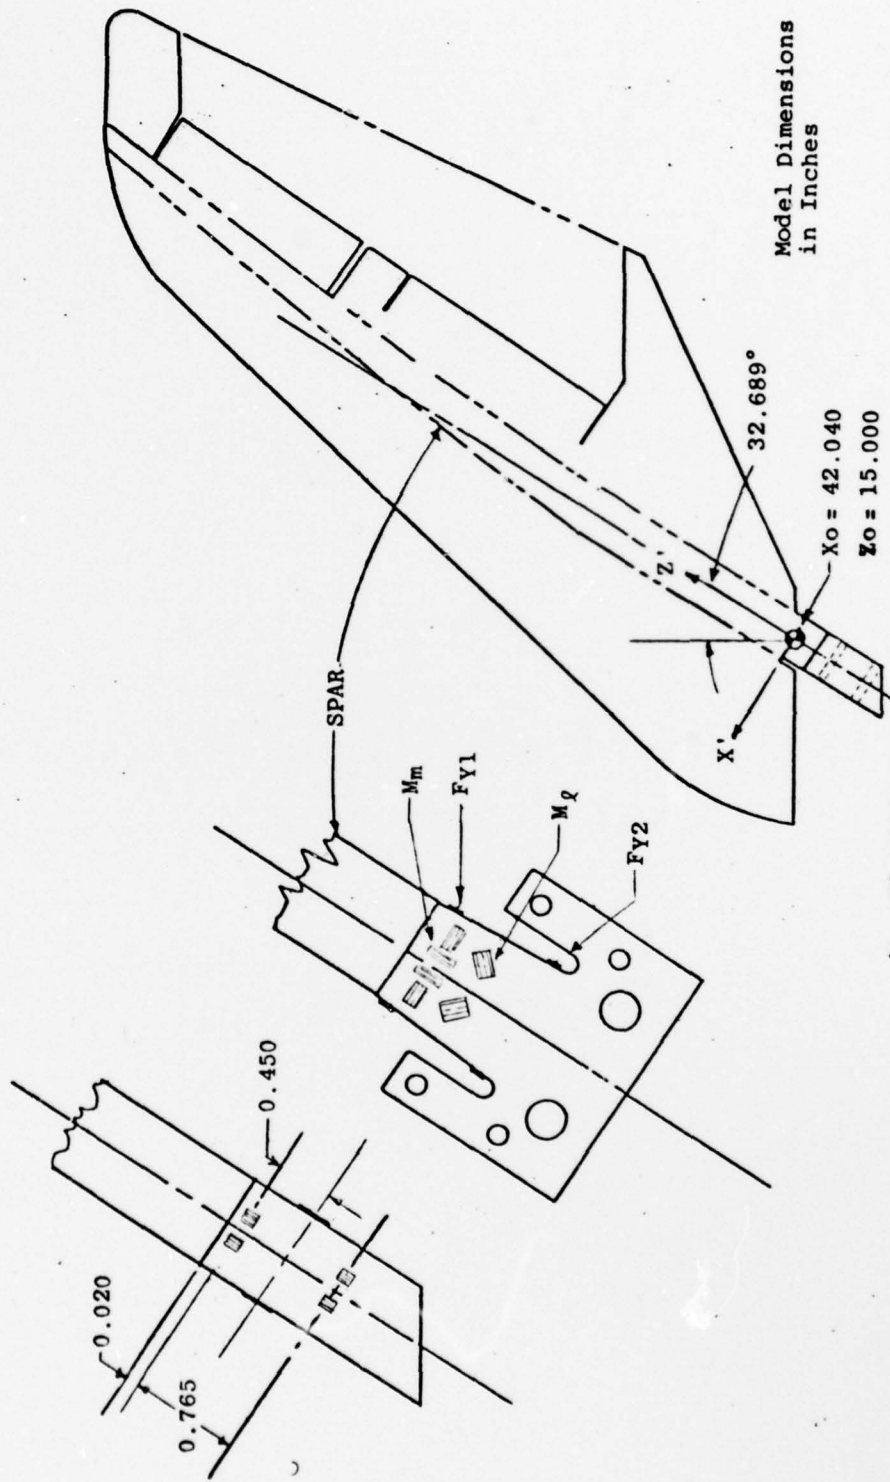 Model Dimensions
in Inches
SPAR
Mm
FY1
Mℓ
FY2
0.450
0.020
0.765
32.689°
Z'
X'
Xo = 42.040
Zo = 15.000